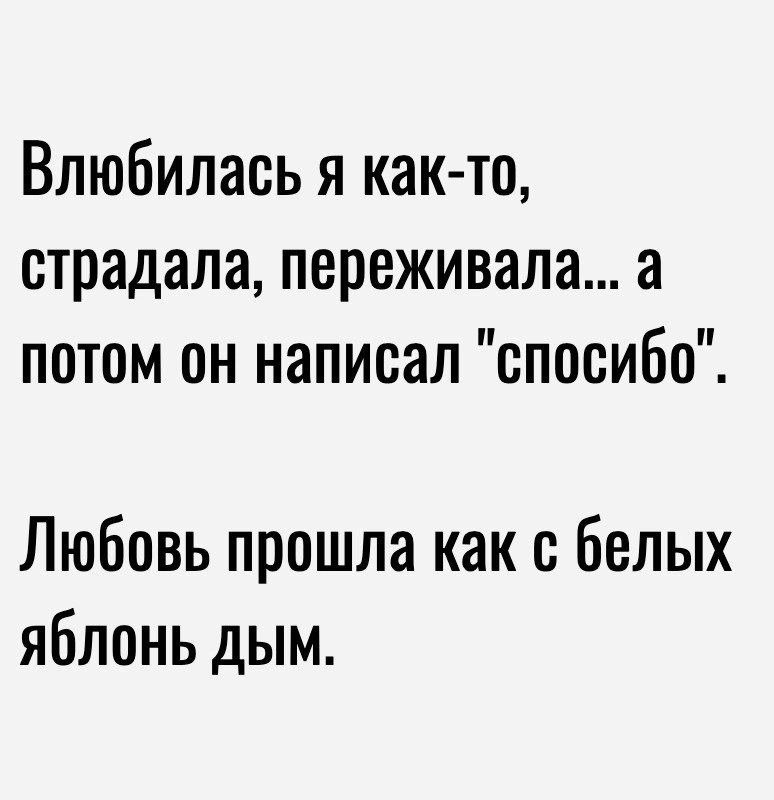 Влюбилась я как-то,
страдала, переживала... а
потом он написал "спосибо".
Любовь прошла как с белых
яблонь дым.